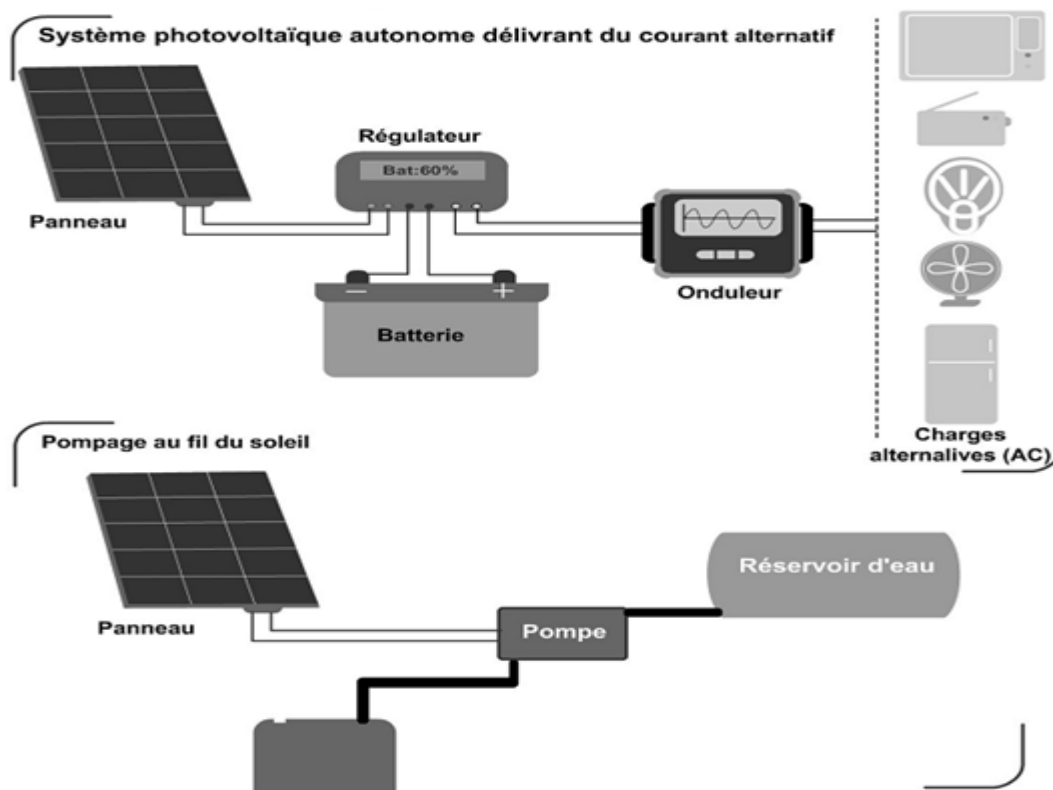 Système photovoltaïque autonome délivrant du courant alternatif
Régulateur
Bat:60%
Panneau
Onduleur
Batterie
Charges
alternalives (AC)
Pompage au fil du soleil
Réservoir d'eau
Panneau
Pompe